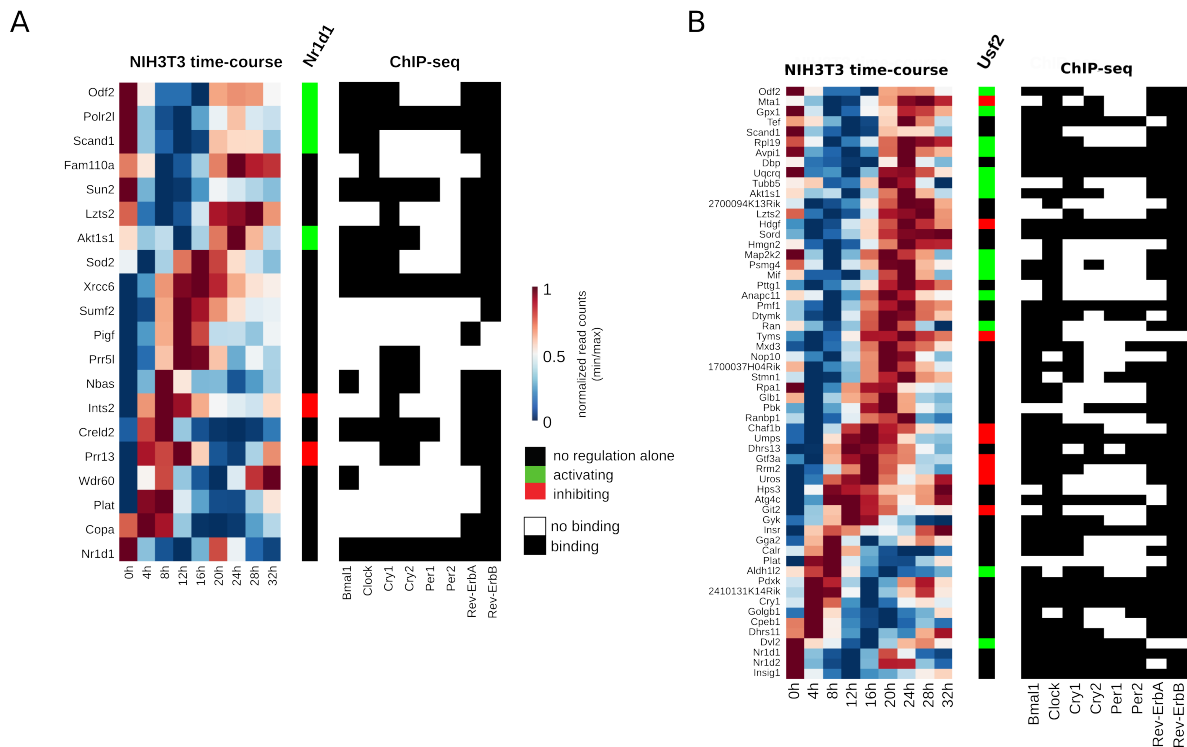 A
NIH3T3 time-course
Nr1d1
ChIP-seq
Odf2
Polr2l
Scand1
Fam110a
Sun2
Lzts2
Akt1s1
Sod2
Xrcc6
Sumf2
Pigf
Prr5l
Nbas
Ints2
Creld2
Prr13
Wdr60
Plat
Copa
Nr1d1
0h 4h 8h 12h 16h 20h 24h 28h 32h
Bmal1 Clock Cry1 Cry2 Per1 Per2 Rev-ErbA Rev-ErbB
1
0.5
0
normalized read counts
(min/max)
no regulation alone
activating
inhibiting
no binding
binding
B
NIH3T3 time-course
Usf2
ChIP-seq
Odf2
Mta1
Gpx1
Tef
Scand1
Rpl19
Avpi1
Dbp
Uqcrq
Tubb5
Akt1s1
2700094K13Rik
Lzts2
Hdgf
Sord
Hmgn2
Map2k2
Psmg4
Mif
Pttg1
Anapc11
Pmf1
Dtymk
Ran
Tyms
Mxd3
Nop10
1700037H04Rik
Stmn1
Rpa1
Glb1
Pbk
Ranbp1
Chaf1b
Umps
Dhrs13
Gtf3a
Rrm2
Uros
Hps3
Atg4c
Git2
Gyk
Insr
Gga2
Calr
Plat
Aldh1l2
Pdxk
2410131K14Rik
Cry1
Golgb1
Cpeb1
Dhrs11
Dvl2
Nr1d1
Nr1d2
Insig1
0h 4h 8h 12h 16h 20h 24h 28h 32h
Bmal1 Clock Cry1 Cry2 Per1 Per2 Rev-ErbA Rev-ErbB